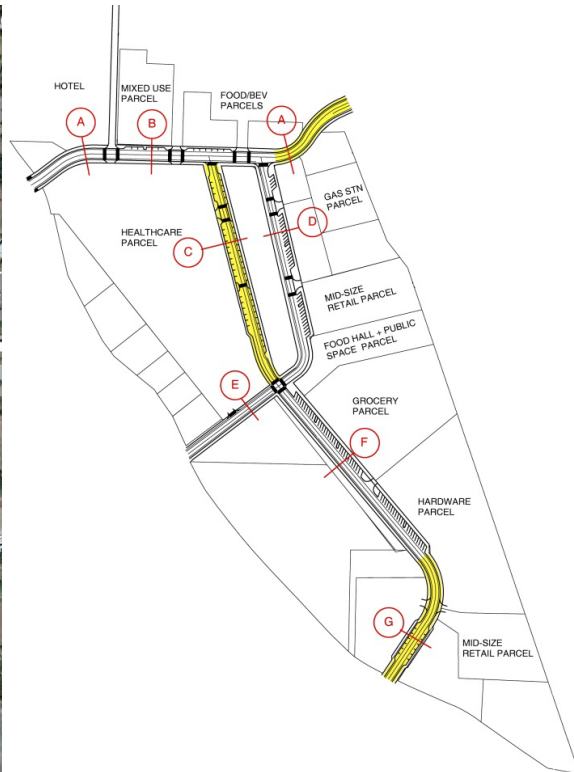 HOTEL
MIXED USE
PARCEL
FOOD/BEV
PARCELS
A
B
A
GAS STN
PARCEL
HEALTHCARE
PARCEL
C
D
MID-SIZE
RETAIL PARCEL
FOOD HALL + PUBLIC
SPACE PARCEL
E
GROCERY
PARCEL
F
HARDWARE
PARCEL
G
MID-SIZE
RETAIL PARCEL